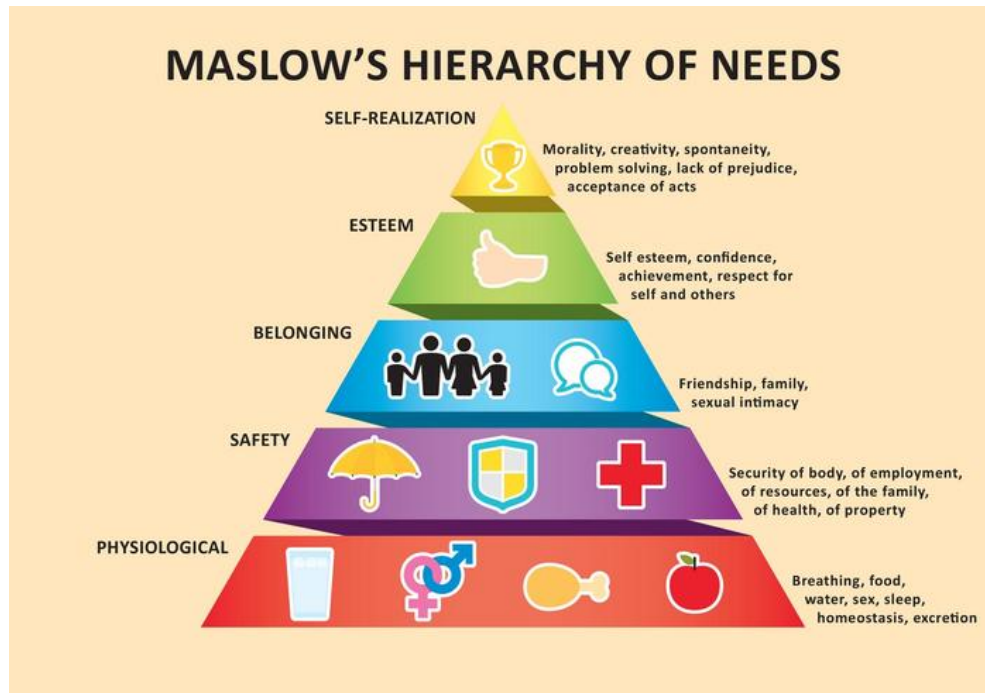 MASLOW'S HIERARCHY OF NEEDS
SELF-REALIZATION
Morality, creativity, spontaneity,
problem solving, lack of prejudice,
acceptance of acts
ESTEEM
Self esteem, confidence,
achievement, respect for
self and others
BELONGING
Friendship, family,
sexual intimacy
SAFETY
Security of body, of employment,
of resources, of the family,
of health, of property
PHYSIOLOGICAL
Breathing, food,
water, sex, sleep,
homeostasis, excretion